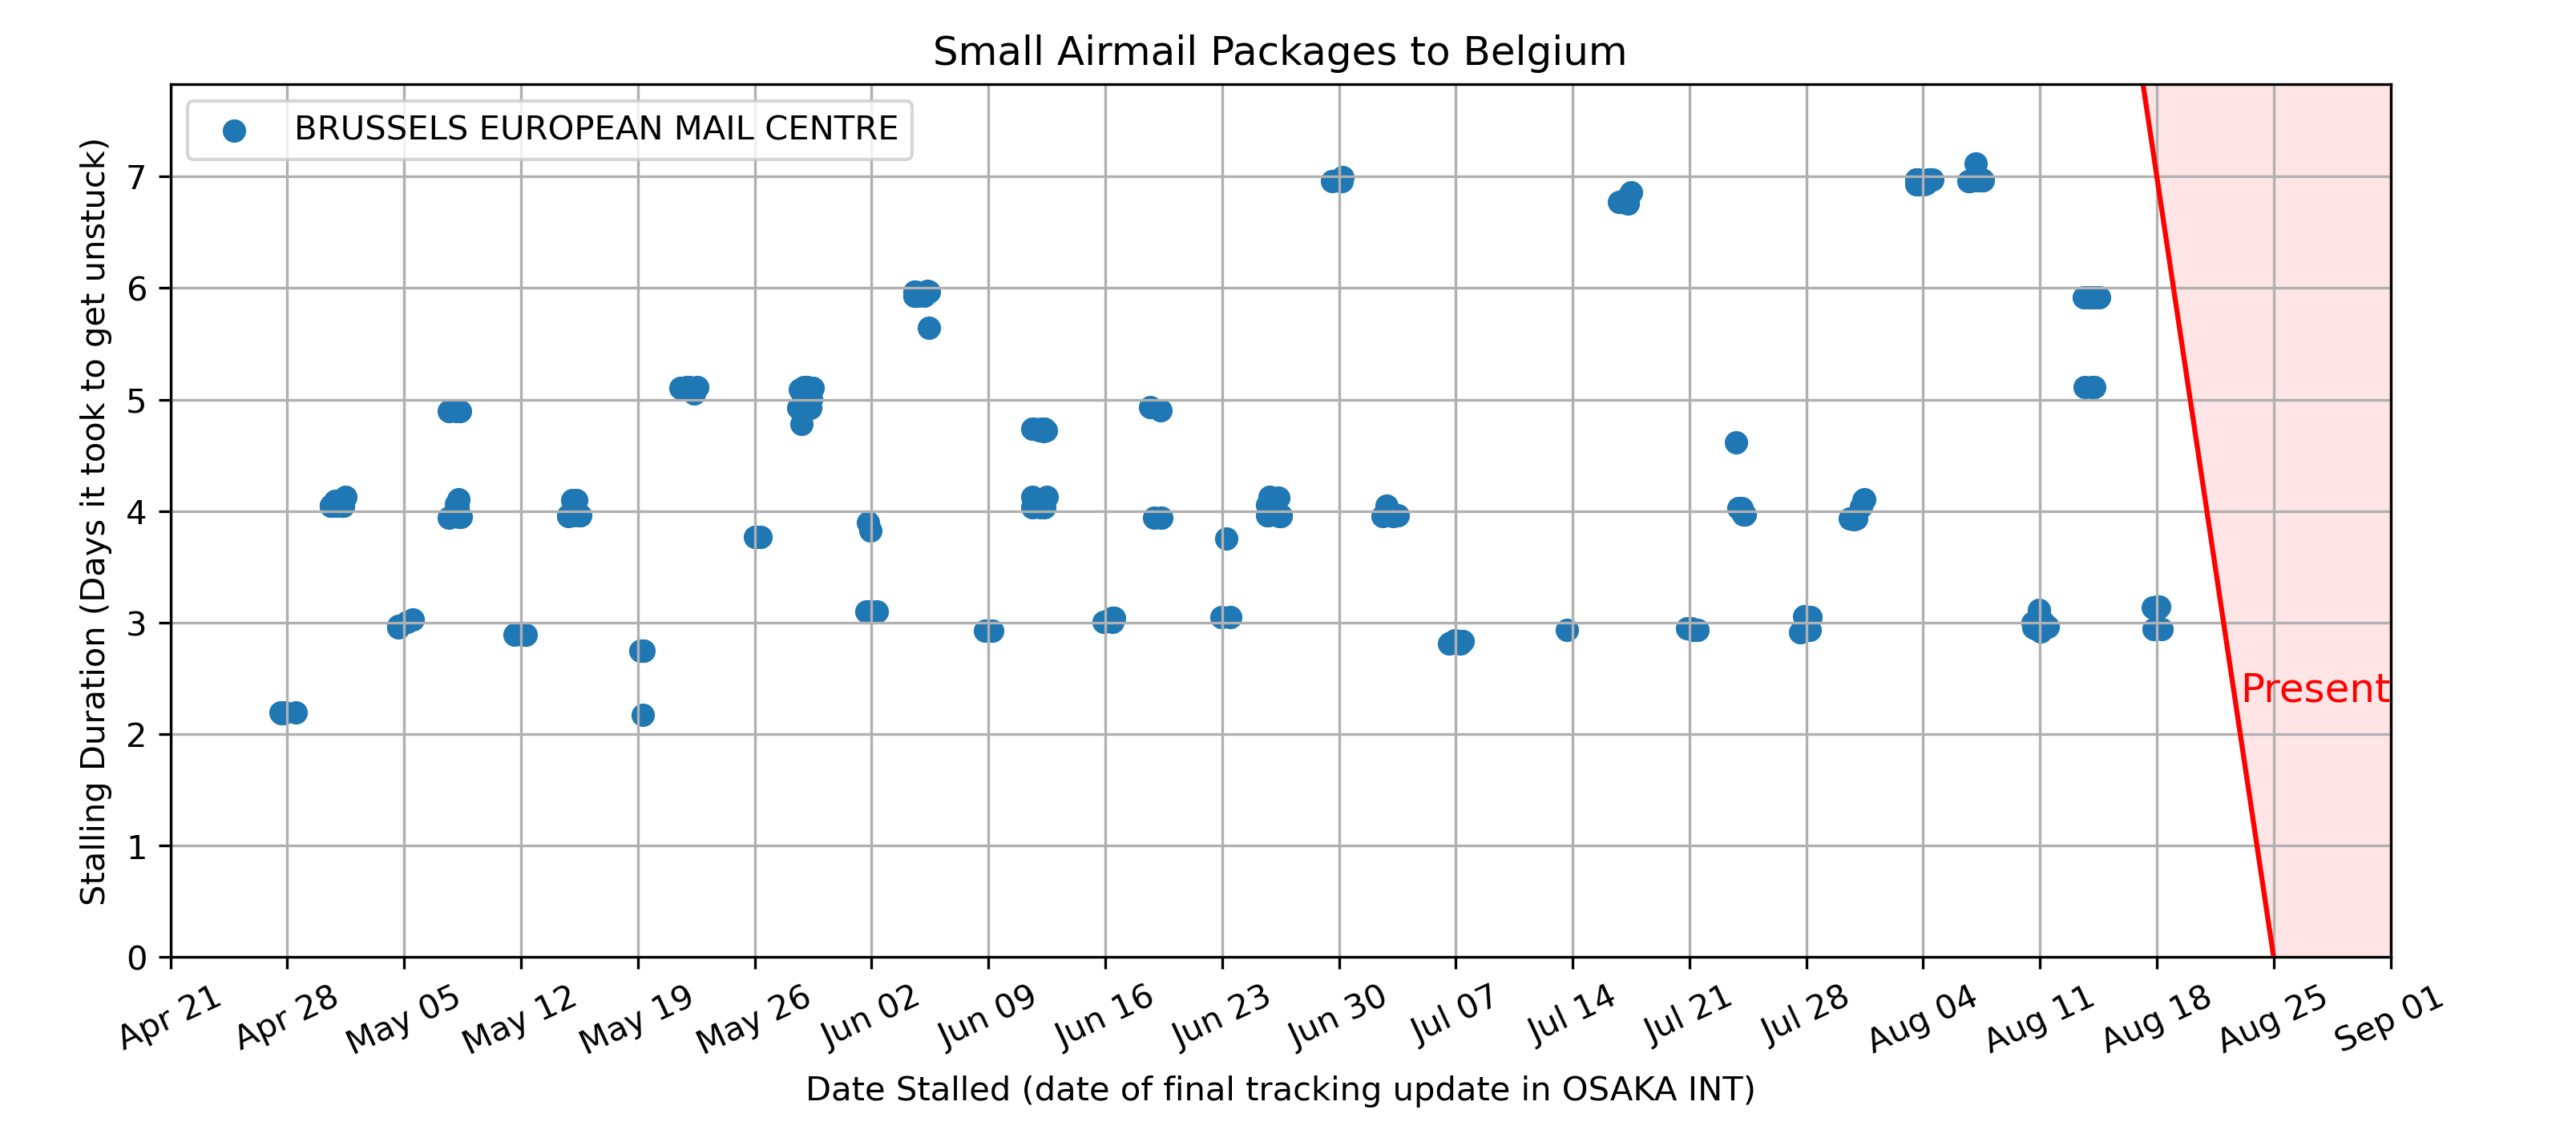 Small Airmail Packages to Belgium
BRUSSELS EUROPEAN MAIL CENTRE
Stalling Duration (Days it took to get unstuck)
7
6
5
4
3
2
1
0
Present
Apr 21
Apr 28
May 05
May 12
May 19
May 26
Jun 02
Jun 09
Jun 16
Jun 23
Jun 30
Jul 07
Jul 14
Jul 21
Jul 28
Aug 04
Aug 11
Aug 18
Aug 25
Sep 01
Date Stalled (date of final tracking update in OSAKA INT)